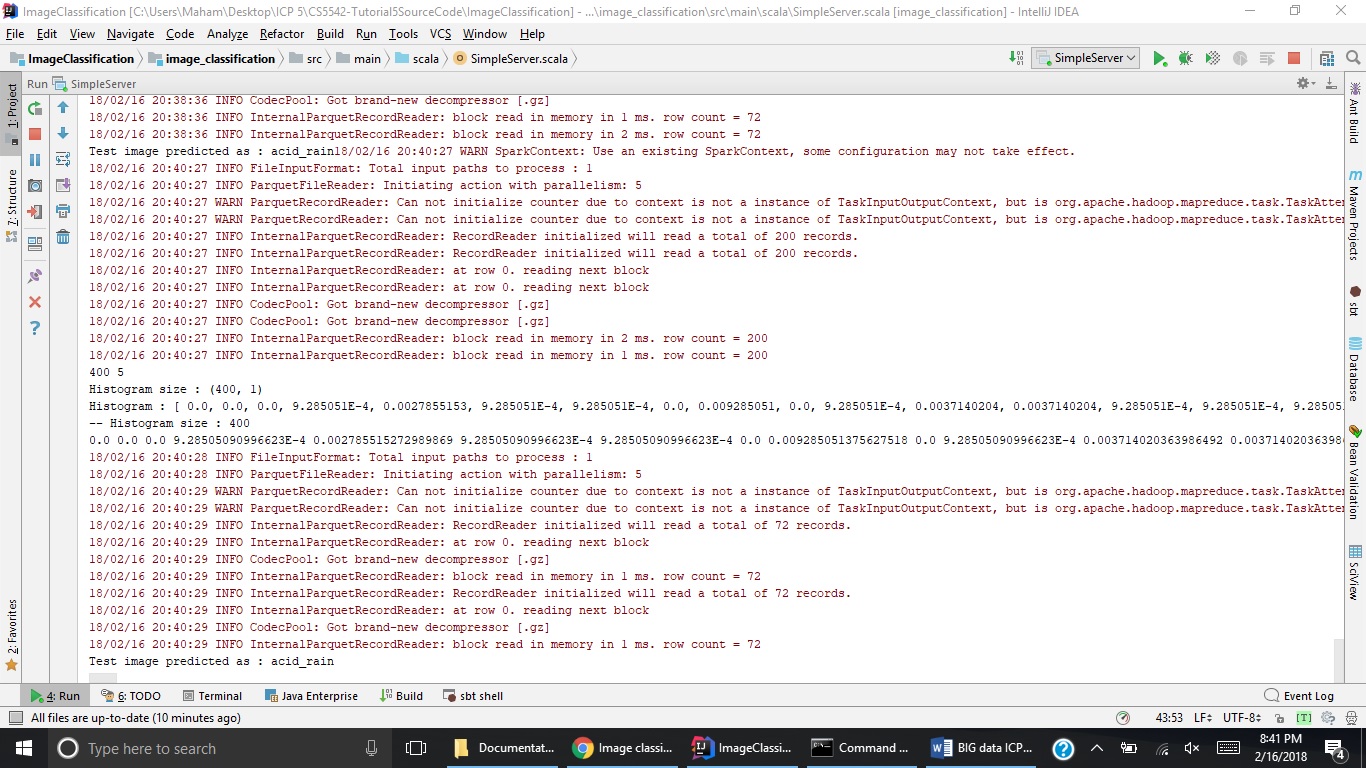 ImageClassification [C:\Users\Maham\Desktop\ICP 5\CS5542-Tutorial5SourceCode\ImageClassification] - ...\image_classification\src\main\scala\SimpleServer.scala [image_classification] - IntelliJ IDEA
File Edit View Navigate Code Analyze Refactor Build Run Tools VCS Window Help
ImageClassification image_classification src main scala SimpleServer.scala SimpleServer
Run SimpleServer
18/02/16 20:38:36 INFO CodecPool: Got brand-new decompressor [.gz]
18/02/16 20:38:36 INFO InternalParquetRecordReader: block read in memory in 1 ms. row count = 72
18/02/16 20:38:36 INFO InternalParquetRecordReader: block read in memory in 2 ms. row count = 72
Test image predicted as : acid_rain18/02/16 20:40:27 WARN SparkContext: Use an existing SparkContext, some configuration may not take effect.
18/02/16 20:40:27 INFO FileInputFormat: Total input paths to process : 1
18/02/16 20:40:27 INFO ParquetFileReader: Initiating action with parallelism: 5
18/02/16 20:40:27 WARN ParquetRecordReader: Can not initialize counter due to context is not a instance of TaskInputOutputContext, but is org.apache.hadoop.mapreduce.task.TaskAtte
18/02/16 20:40:27 WARN ParquetRecordReader: Can not initialize counter due to context is not a instance of TaskInputOutputContext, but is org.apache.hadoop.mapreduce.task.TaskAtte
18/02/16 20:40:27 INFO InternalParquetRecordReader: RecordReader initialized will read a total of 200 records.
18/02/16 20:40:27 INFO InternalParquetRecordReader: RecordReader initialized will read a total of 200 records.
18/02/16 20:40:27 INFO InternalParquetRecordReader: at row 0. reading next block
18/02/16 20:40:27 INFO InternalParquetRecordReader: at row 0. reading next block
18/02/16 20:40:27 INFO CodecPool: Got brand-new decompressor [.gz]
18/02/16 20:40:27 INFO CodecPool: Got brand-new decompressor [.gz]
18/02/16 20:40:27 INFO InternalParquetRecordReader: block read in memory in 2 ms. row count = 200
18/02/16 20:40:27 INFO InternalParquetRecordReader: block read in memory in 1 ms. row count = 200
400 5
Histogram size : (400, 1)
Histogram : [ 0.0, 0.0, 0.0, 9.285051E-4, 0.0027855153, 9.285051E-4, 9.285051E-4, 0.0, 0.009285051, 0.0, 9.285051E-4, 0.0037140204, 0.0037140204, 9.285051E-4, 9.285051E-4, 9.28505
-- Histogram size : 400
0.0 0.0 0.0 9.28505090996623E-4 0.002785515272989869 9.28505090996623E-4 9.28505090996623E-4 0.0 0.009285051375627518 0.0 9.28505090996623E-4 0.003714020363986492 0.0037140203639
18/02/16 20:40:28 INFO FileInputFormat: Total input paths to process : 1
18/02/16 20:40:28 INFO ParquetFileReader: Initiating action with parallelism: 5
18/02/16 20:40:29 WARN ParquetRecordReader: Can not initialize counter due to context is not a instance of TaskInputOutputContext, but is org.apache.hadoop.mapreduce.task.TaskAtte
18/02/16 20:40:29 WARN ParquetRecordReader: Can not initialize counter due to context is not a instance of TaskInputOutputContext, but is org.apache.hadoop.mapreduce.task.TaskAtte
18/02/16 20:40:29 INFO InternalParquetRecordReader: RecordReader initialized will read a total of 72 records.
18/02/16 20:40:29 INFO InternalParquetRecordReader: at row 0. reading next block
18/02/16 20:40:29 INFO CodecPool: Got brand-new decompressor [.gz]
18/02/16 20:40:29 INFO InternalParquetRecordReader: block read in memory in 1 ms. row count = 72
18/02/16 20:40:29 INFO InternalParquetRecordReader: RecordReader initialized will read a total of 72 records.
18/02/16 20:40:29 INFO InternalParquetRecordReader: at row 0. reading next block
18/02/16 20:40:29 INFO CodecPool: Got brand-new decompressor [.gz]
18/02/16 20:40:29 INFO InternalParquetRecordReader: block read in memory in 1 ms. row count = 72
Test image predicted as : acid_rain
1: Project
7: Structure
2: Favorites
Ant Build
Maven Projects
sbt
Database
Bean Validation
SciView
4: Run 6: TODO Terminal Java Enterprise Build sbt shell Event Log
All files are up-to-date (10 minutes ago) 43:53 LF UTF-8 [T]
Type here to search Documentat... Image classi... ImageClassi... Command ... BIG data ICP... 8:41 PM
2/16/2018 4